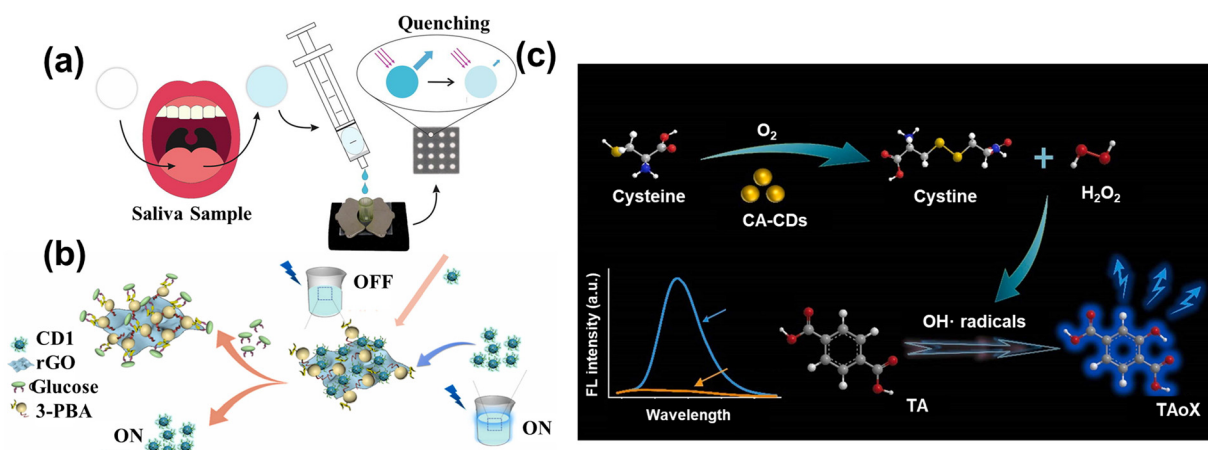 (a)
Quenching
Saliva Sample
(b)
OFF
CD1
rGO
Glucose
3-PBA
ON
ON
(c)
O₂
Cysteine
CA-CDs
Cystine
+
H₂O₂
FL intensity (a.u.)
Wavelength
TA
OH· radicals
TAoX